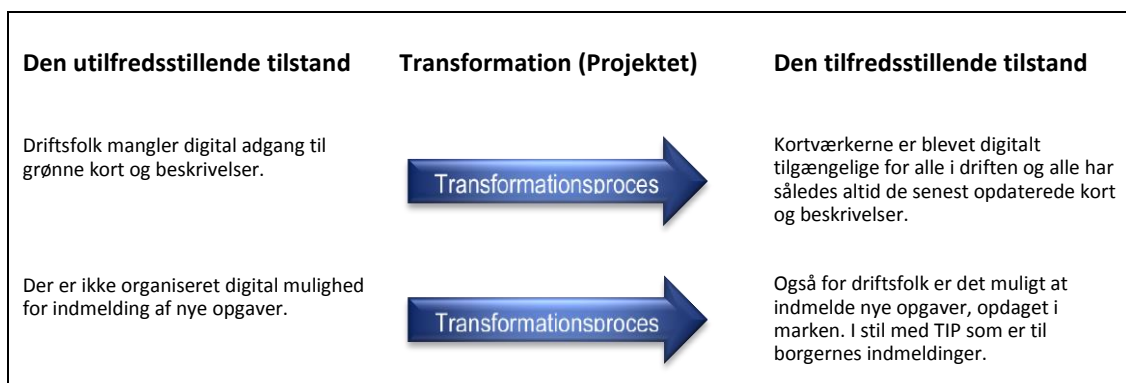 Den utilfredsstillende tilstand
Transformation (Projektet)
Den tilfredsstillende tilstand
Driftsfolk mangler digital adgang til
grønne kort og beskrivelser.
Transformationsproces
Kortværkerne er blevet digitalt
tilgængelige for alle i driften og alle har
således altid de senest opdaterede kort
og beskrivelser.
Der er ikke organiseret digital mulighed
for indmelding af nye opgaver.
Transformationsproces
Også for driftsfolk er det muligt at
indmelde nye opgaver, opdaget i
marken. I stil med TIP som er til
borgernes indmeldinger.